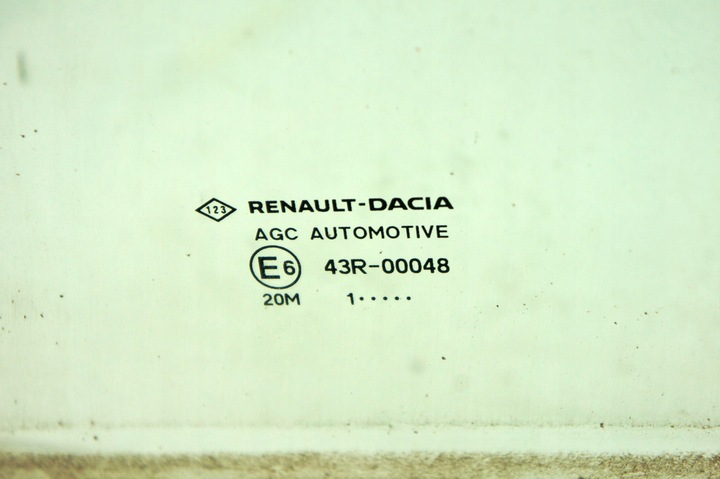 123 RENAULT-DACIA
AGC AUTOMOTIVE
E6 43R-00048
20M 1·····